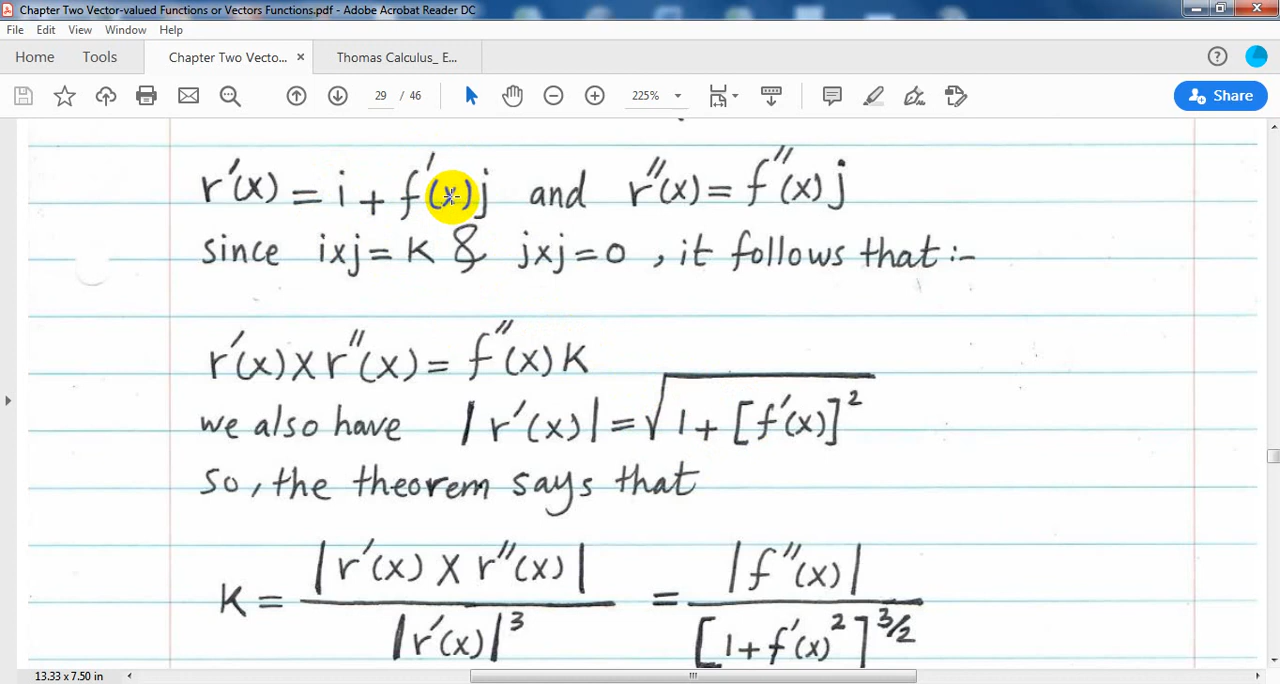 Chapter Two Vector-valued Functions or Vectors Functions.pdf - Adobe Acrobat Reader DC
File Edit View Window Help
Home Tools Chapter Two Vecto... × Thomas Calculus_ E...
29 / 46 225% Share
r′(x) = i + f′(x)j and r″(x) = f″(x)j
since ixj = K & jxj = 0 , it follows that :-
r′(x) X r″(x) = f″(x) K
we also have |r′(x)| = √1 + [f′(x)]²
So, the theorem says that
K = |r′(x) X r″(x)| / |r′(x)|³ = |f″(x)| / [1 + f′(x)²]^3/2
13.33 x 7.50 in